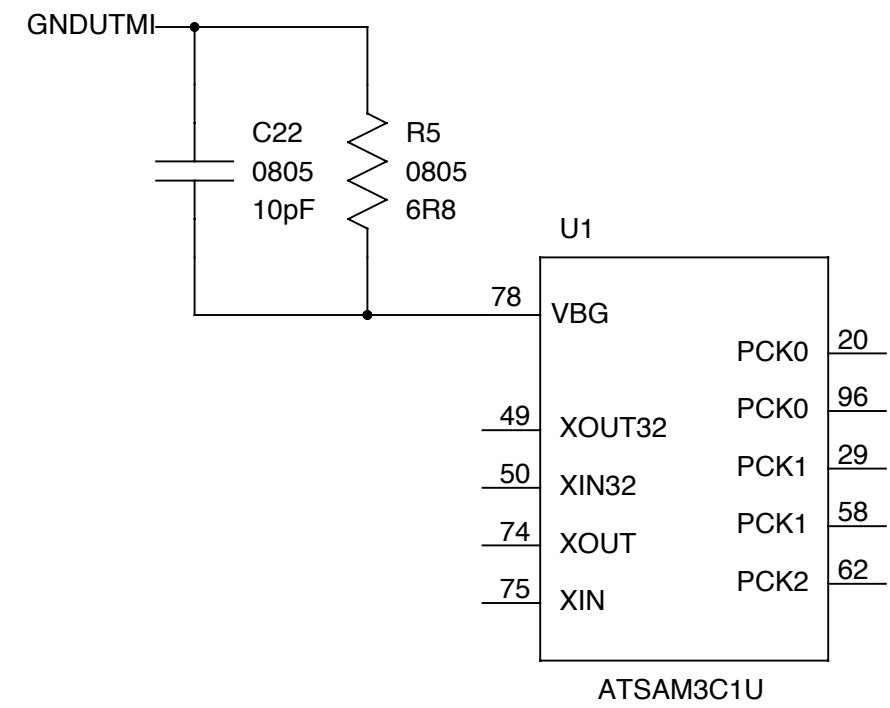 GNDUTMI
C22
0805
10pF
R5
0805
6R8
U1
78
VBG
49
XOUT32
50
XIN32
74
XOUT
75
XIN
PCK0
20
PCK0
96
PCK1
29
PCK1
58
PCK2
62
ATSAM3C1U